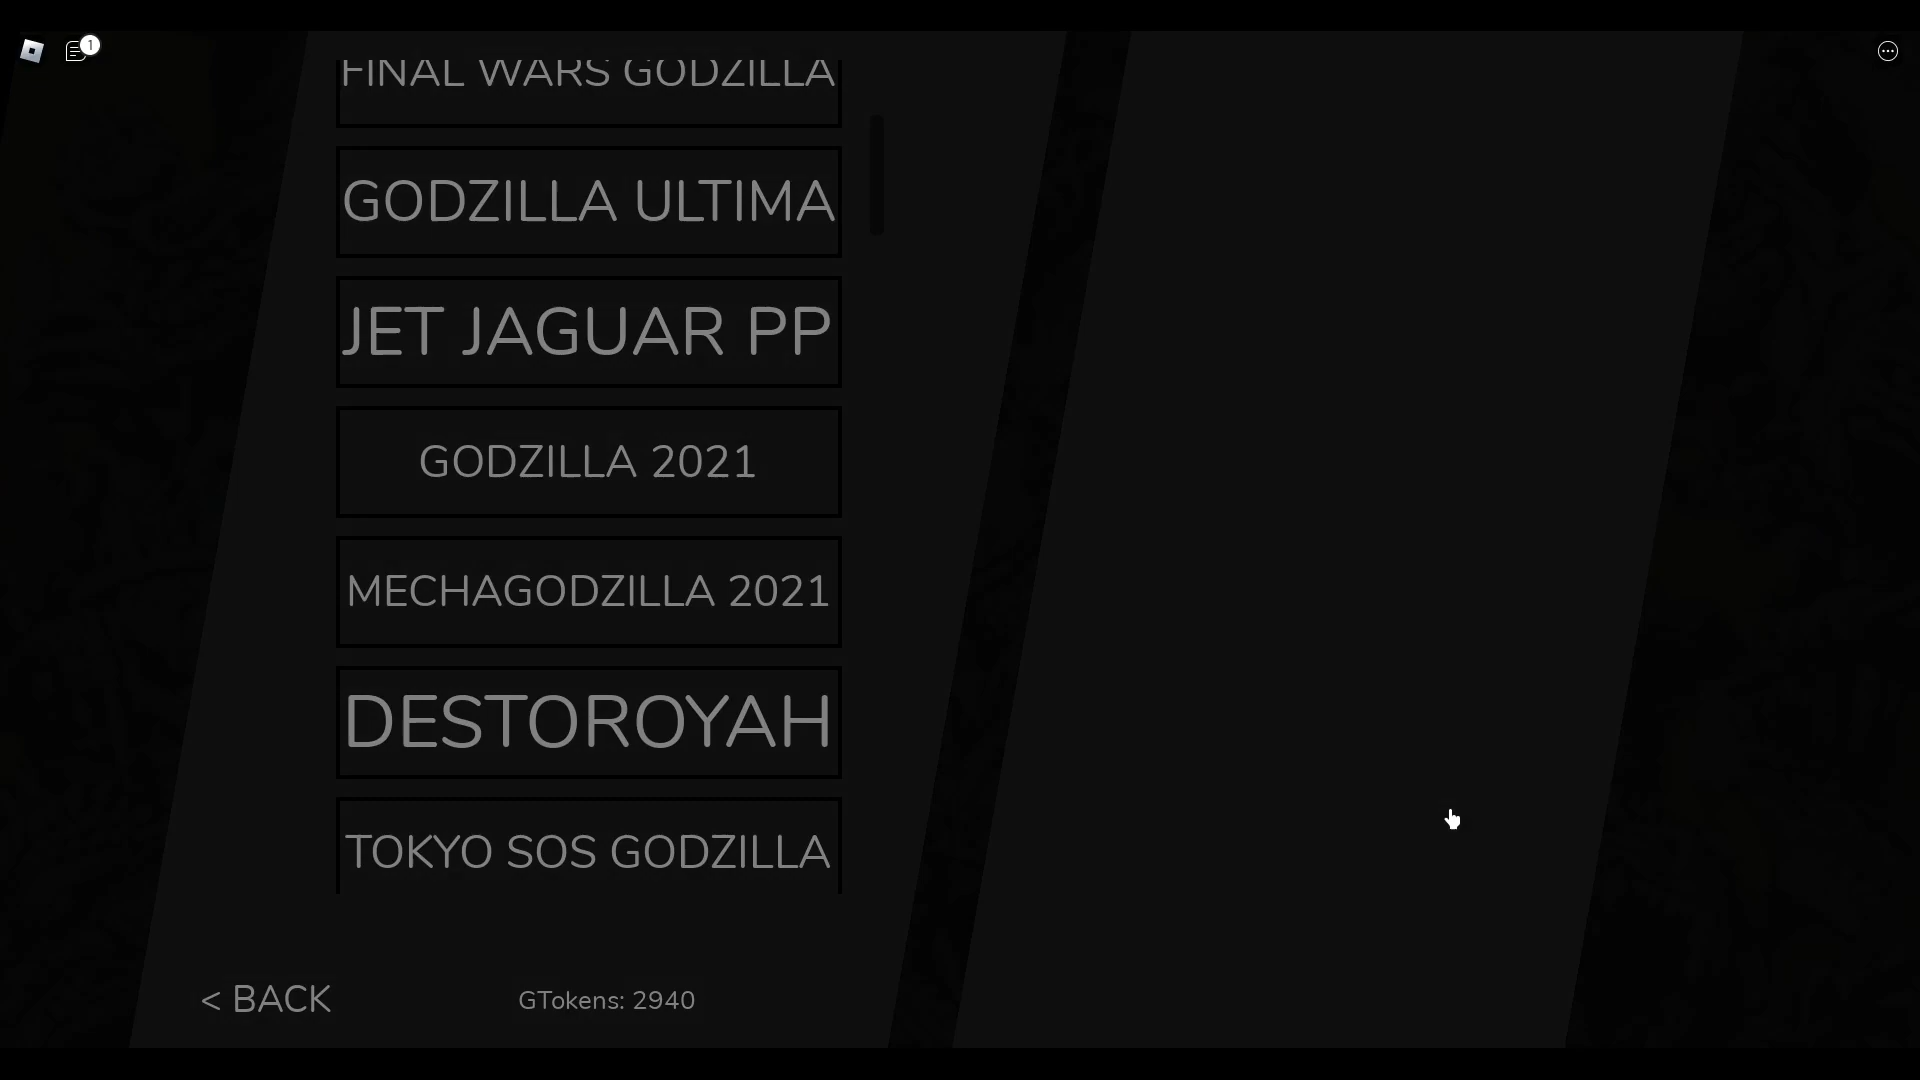 1
FINAL WARS GODZILLA
GODZILLA ULTIMA
JET JAGUAR PP
GODZILLA 2021
MECHAGODZILLA 2021
DESTOROYAH
TOKYO SOS GODZILLA
< BACK
GTokens: 2940